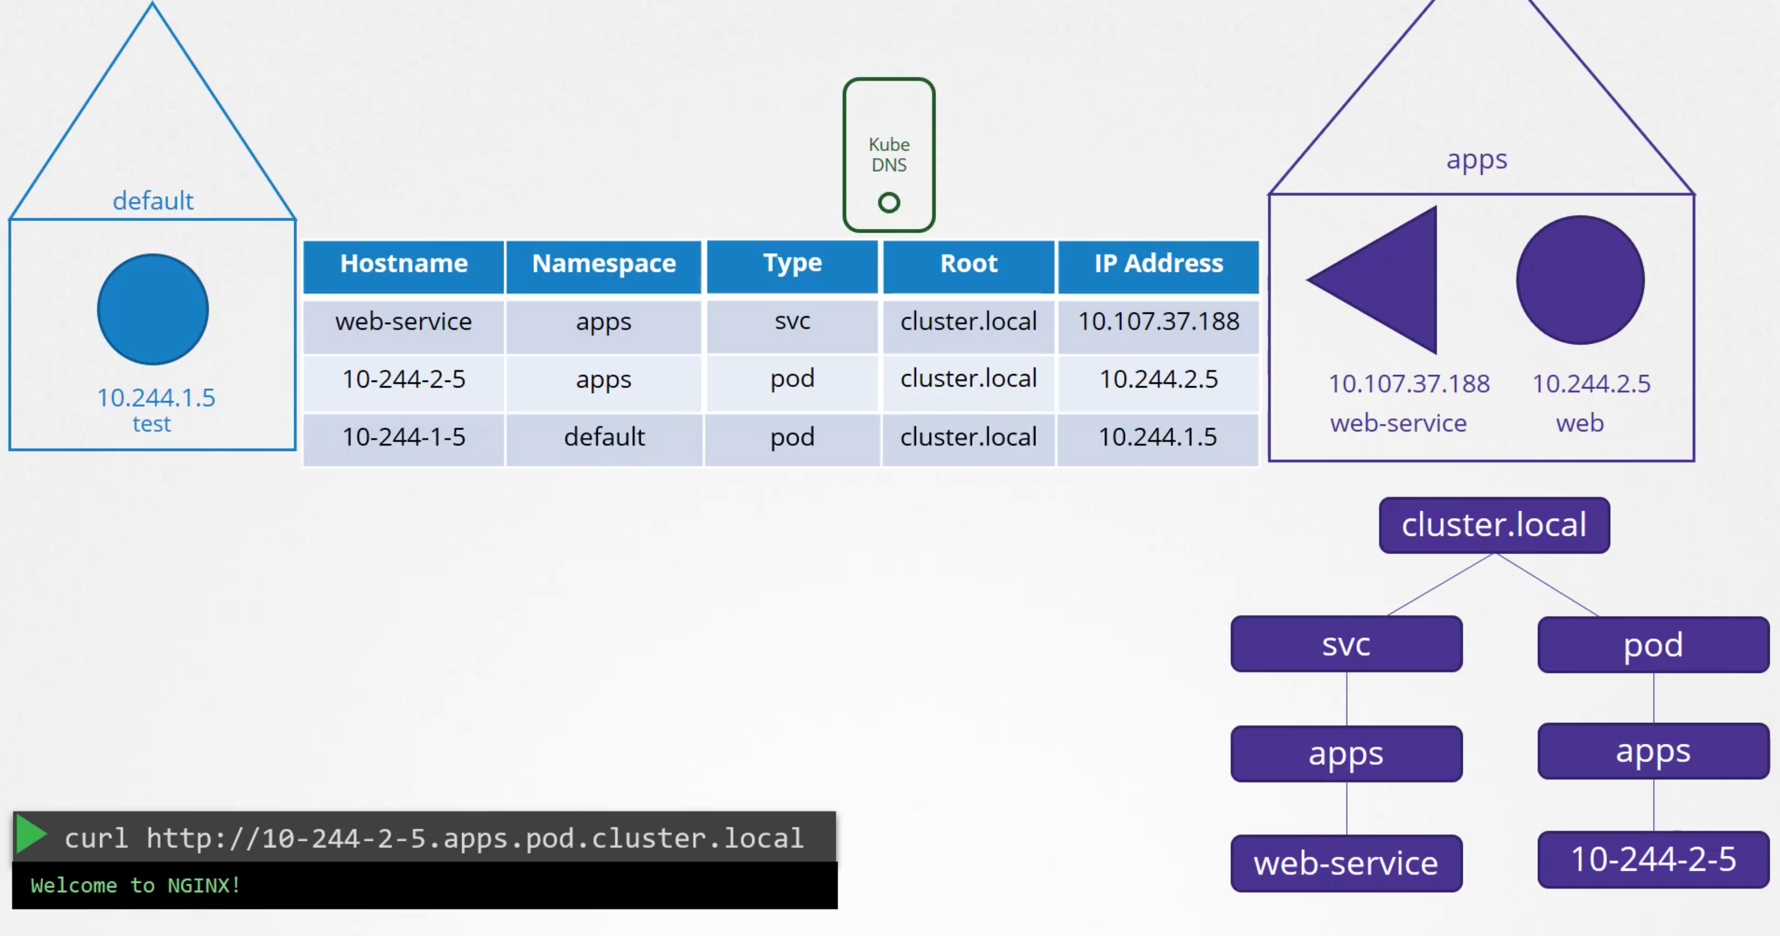 default
10.244.1.5
test
Kube
DNS
Hostname Namespace Type Root IP Address
web-service apps svc cluster.local 10.107.37.188
10-244-2-5 apps pod cluster.local 10.244.2.5
10-244-1-5 default pod cluster.local 10.244.1.5
apps
10.107.37.188 10.244.2.5
web-service web
cluster.local
svc pod
apps apps
web-service 10-244-2-5
curl http://10-244-2-5.apps.pod.cluster.local
Welcome to NGINX!